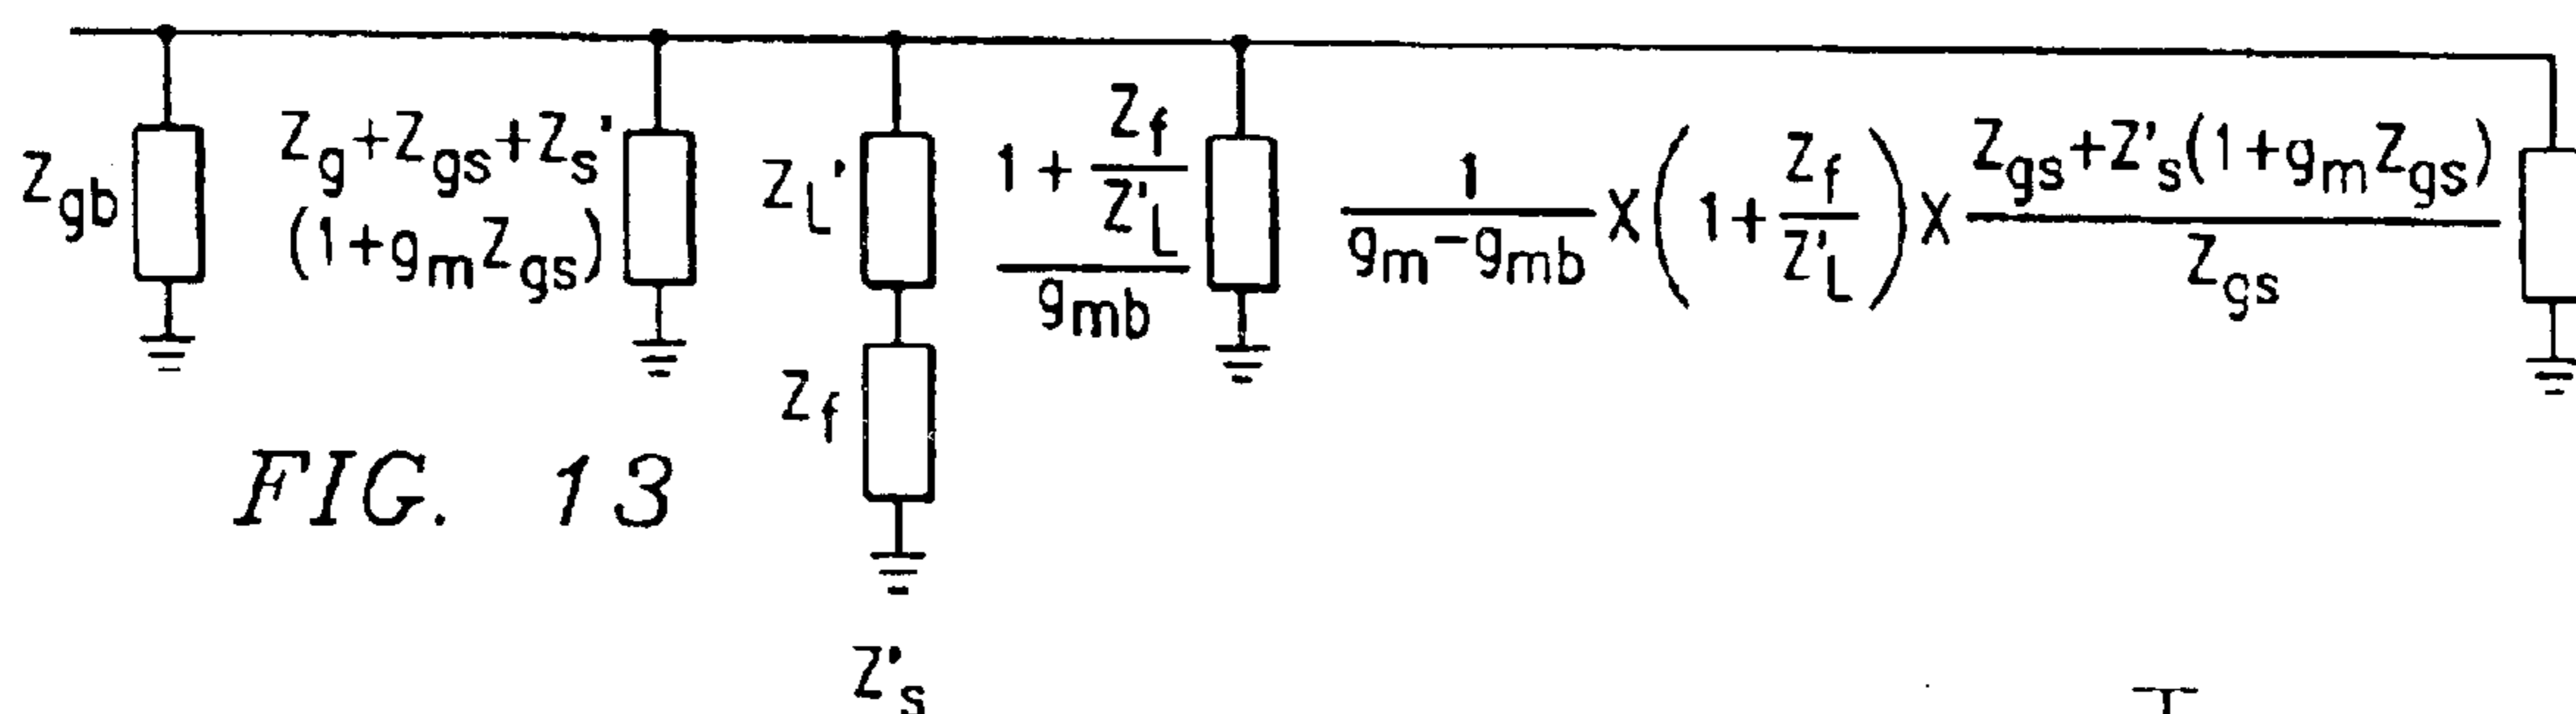 Z_gb
Z_g+Z_gs+Z_s'
(1+g_mZ_gs)
Z_L'
Z_f
1+Z_f/Z'_L
g_mb
1/(g_m-g_mb) X (1+Z_f/Z'_L) X (Z_gs+Z'_s(1+g_mZ_gs))/Z_gs
FIG. 13
Z'_s